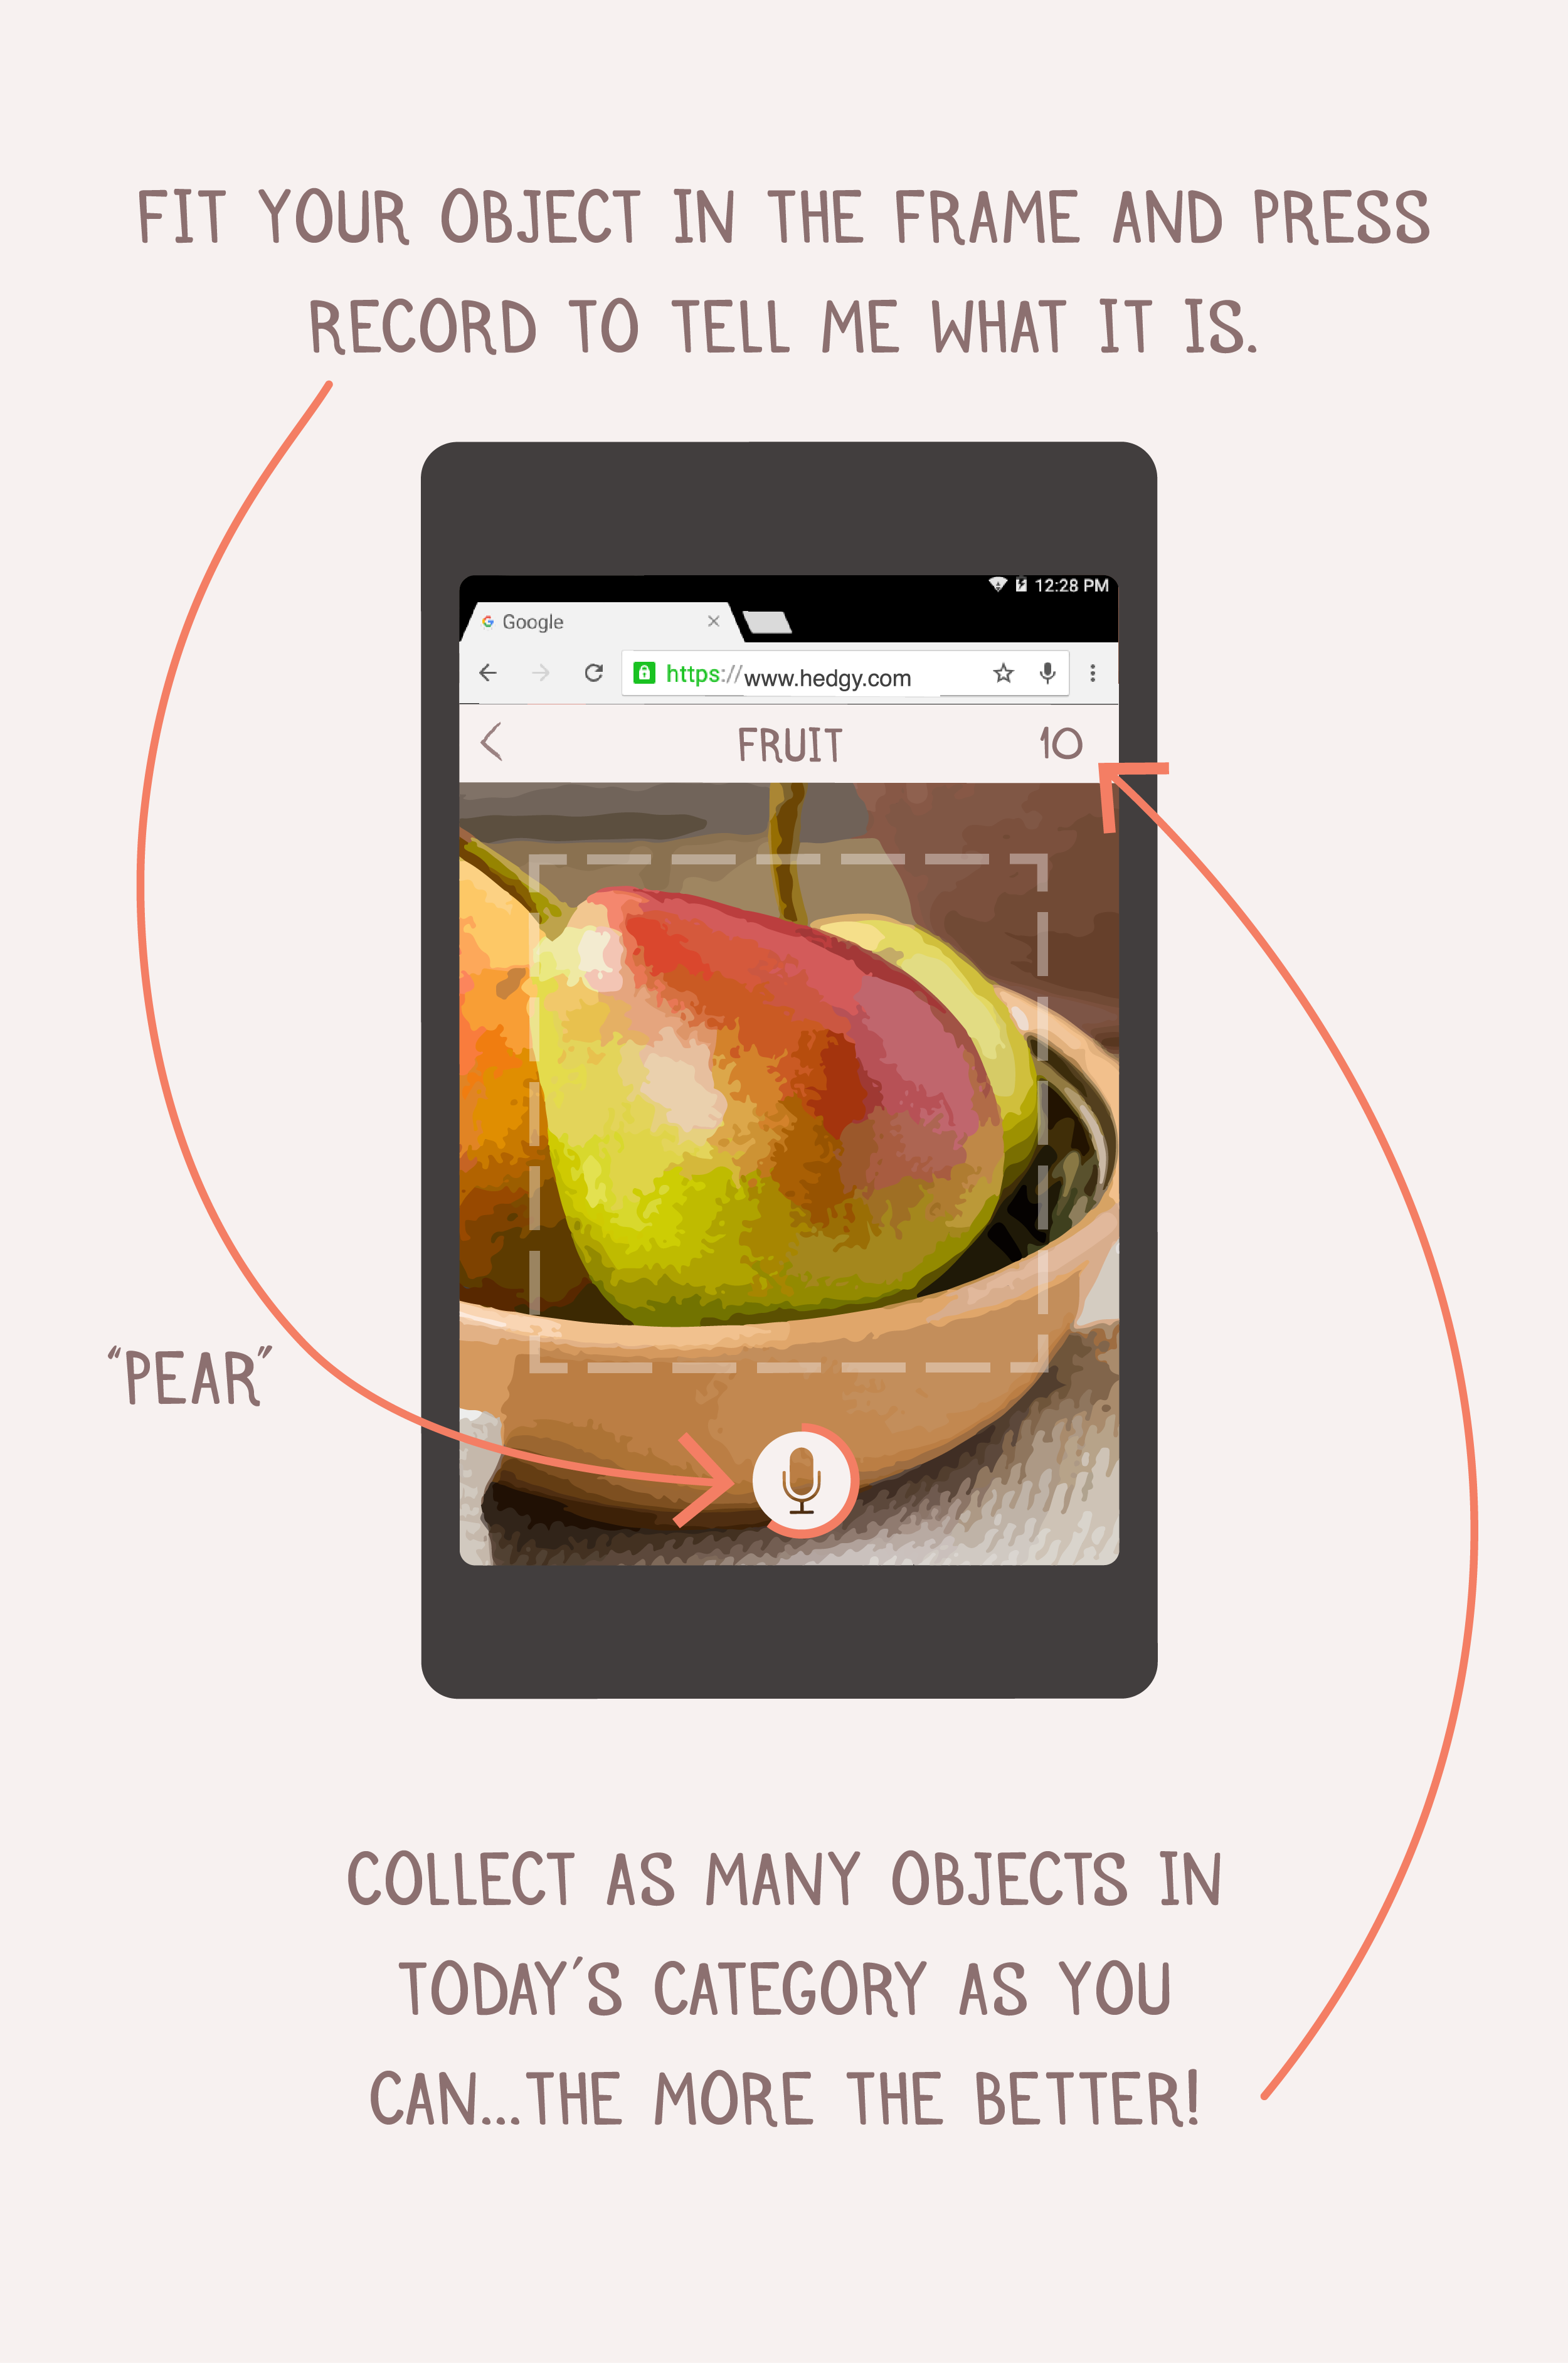 FIT YOUR OBJECT IN THE FRAME AND PRESS
RECORD TO TELL ME WHAT IT IS.
12:28 PM
Google
https://www.hedgy.com
FRUIT 10
"PEAR"
COLLECT AS MANY OBJECTS IN
TODAY'S CATEGORY AS YOU
CAN...THE MORE THE BETTER!